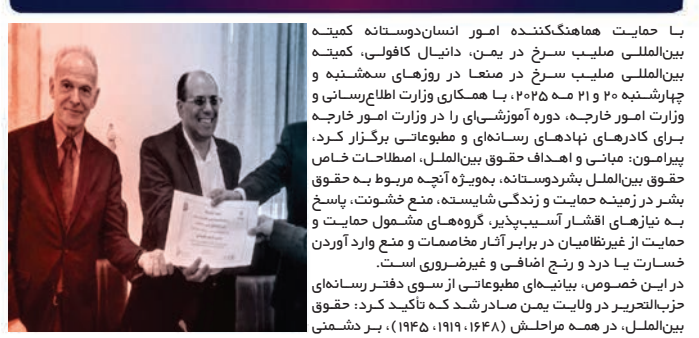 با حمایت هماهنگ‌کننده امور انسان‌دوستانه کمیته
بین‌المللی صلیب سرخ در یمن، دانیال کافولی، کمیته
بین‌المللی صلیب سرخ در صنعا در روزهای سه‌شنبه و
چهارشنبه ۲۰ و ۲۱ مه ۲۰۲۵، با همکاری وزارت اطلاع‌رسانی و
وزارت امور خارجه، دوره آموزشی‌ای را در وزارت امور خارجه
برای کادرهای نهادهای رسانه‌ای و مطبوعاتی برگزار کرد،
پیرامون: مبانی و اهداف حقوق بین‌الملل، اصطلاحات خاص
حقوق بین‌الملل بشردوستانه، به‌ویژه آنچه مربوط به حقوق
بشر در زمینه حمایت و زندگی شایسته، منع خشونت، پاسخ
به نیازهای اقشار آسیب‌پذیر، گروه‌های مشمول حمایت و
حمایت از غیرنظامیان در برابر آثار مخاصمات و منع وارد آوردن
خسارت یا درد و رنج اضافی و غیرضروری است.
در این خصوص، بیانیه‌ای مطبوعاتی از سوی دفتر رسانه‌ای
حزب‌التحریر در ولایت یمن صادر شد که تأکید کرد: حقوق
بین‌الملل، در همه مراحلش (۱۶۴۸، ۱۹۱۹، ۱۹۴۵)، بر دشمنی